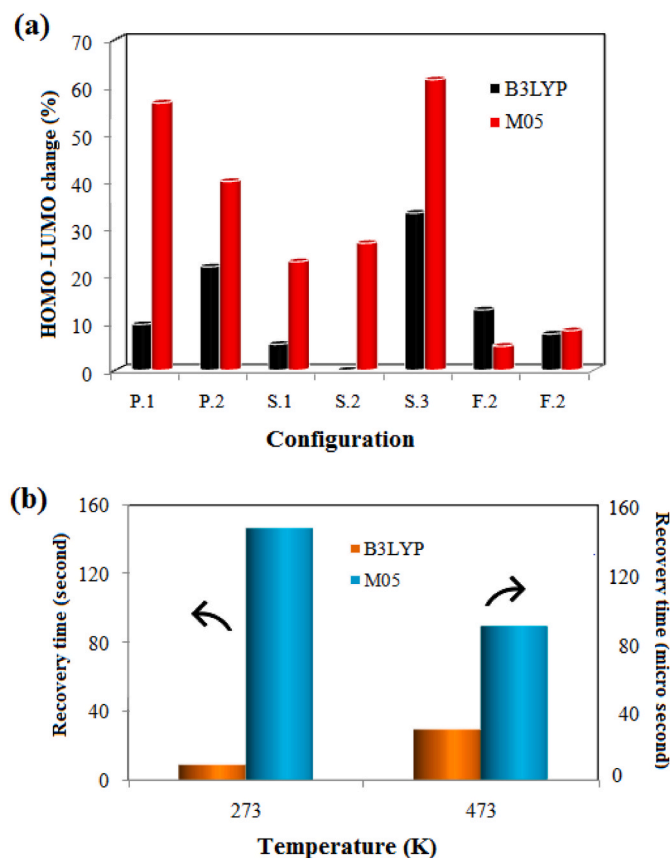 (a)
HOMO -LUMO change (%)
70
60
50
40
30
20
10
0
B3LYP
M05
P.1 P.2 S.1 S.2 S.3 F.2 F.2
Configuration
(b)
Recovery time (second)
160
120
80
40
0
B3LYP
M05
160
120
80
40
0
Recovery time (micro second)
273 473
Temperature (K)